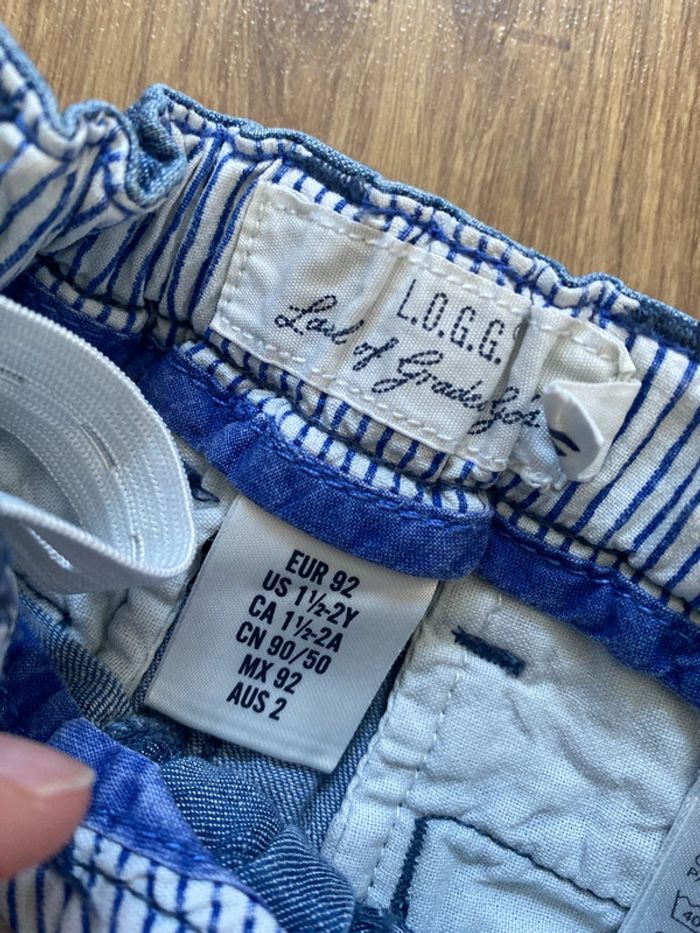 L.O.G.G.
Label of Graded Goods
EUR 92
US 1½-2Y
CA 1½-2A
CN 90/50
MX 92
AUS 2
40